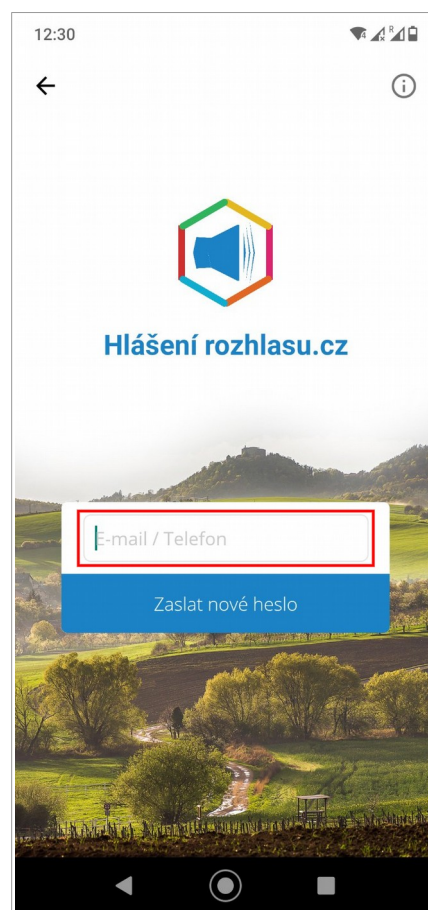 12:30
R
Hlášení rozhlasu.cz
E-mail / Telefon
Zaslat nové heslo